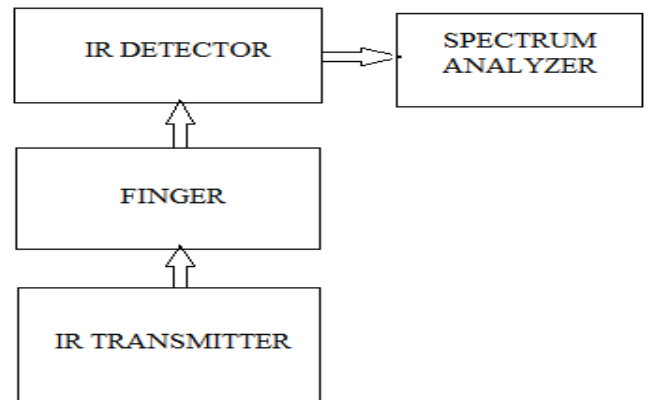 IR DETECTOR
SPECTRUM
ANALYZER
FINGER
IR TRANSMITTER